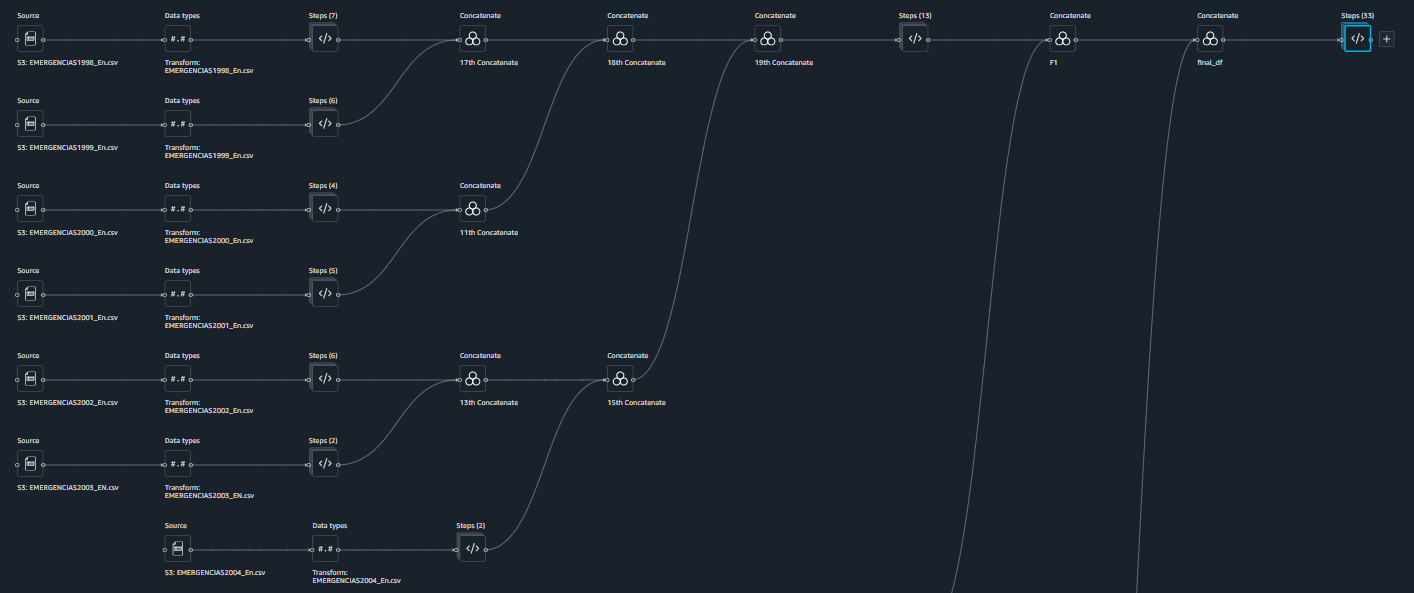 Source
Data types
Steps (7)
Concatenate
Concatenate
Concatenate
Steps (13)
Concatenate
Concatenate
Steps (33)
#.#
</>
</>
</>
+
S3: EMERGENCIAS1998_En.csv
Transform:
EMERGENCIAS1998_En.csv
17th Concatenate
18th Concatenate
19th Concatenate
F1
final_df
Source
Data types
Steps (6)
#.#
</>
S3: EMERGENCIAS1999_En.csv
Transform:
EMERGENCIAS1999_En.csv
Source
Data types
Steps (4)
Concatenate
#.#
</>
S3: EMERGENCIAS2000_En.csv
Transform:
EMERGENCIAS2000_En.csv
11th Concatenate
Source
Data types
Steps (5)
#.#
</>
S3: EMERGENCIAS2001_En.csv
Transform:
EMERGENCIAS2001_En.csv
Source
Data types
Steps (6)
Concatenate
Concatenate
#.#
</>
S3: EMERGENCIAS2002_En.csv
Transform:
EMERGENCIAS2002_En.csv
13th Concatenate
15th Concatenate
Source
Data types
Steps (2)
#.#
</>
S3: EMERGENCIAS2003_EN.csv
Transform:
EMERGENCIAS2003_EN.csv
Source
Data types
Steps (2)
#.#
</>
S3: EMERGENCIAS2004_En.csv
Transform:
EMERGENCIAS2004_En.csv